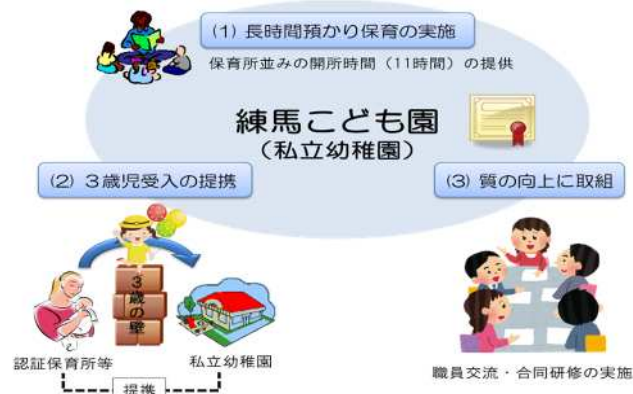 (1) 長時間預かり保育の実施
保育所並みの開所時間（11時間）の提供
練馬こども園
（私立幼稚園）
(2) ３歳児受入の提携
(3) 質の向上に取組
３歳の壁
認証保育所等
私立幼稚園
提携
職員交流・合同研修の実施